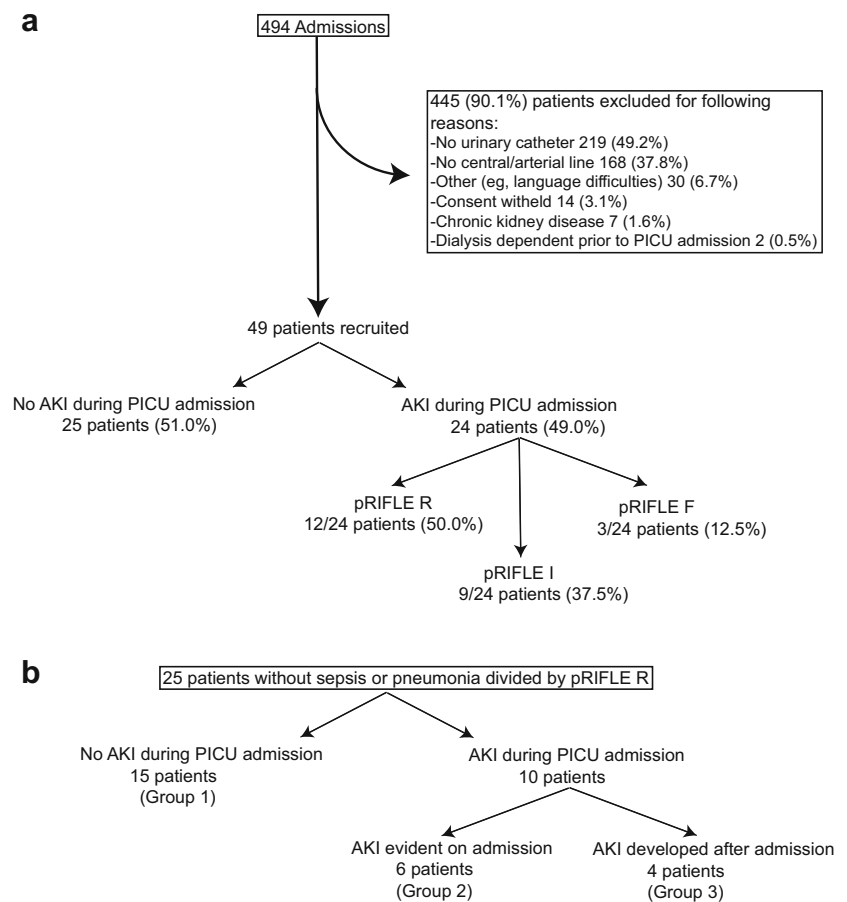 a
494 Admissions
445 (90.1%) patients excluded for following
reasons:
-No urinary catheter 219 (49.2%)
-No central/arterial line 168 (37.8%)
-Other (eg, language difficulties) 30 (6.7%)
-Consent witheld 14 (3.1%)
-Chronic kidney disease 7 (1.6%)
-Dialysis dependent prior to PICU admission 2 (0.5%)
49 patients recruited
No AKI during PICU admission
25 patients (51.0%)
AKI during PICU admission
24 patients (49.0%)
pRIFLE R
12/24 patients (50.0%)
pRIFLE F
3/24 patients (12.5%)
pRIFLE I
9/24 patients (37.5%)
b
25 patients without sepsis or pneumonia divided by pRIFLE R
No AKI during PICU admission
15 patients
(Group 1)
AKI during PICU admission
10 patients
AKI evident on admission
6 patients
(Group 2)
AKI developed after admission
4 patients
(Group 3)